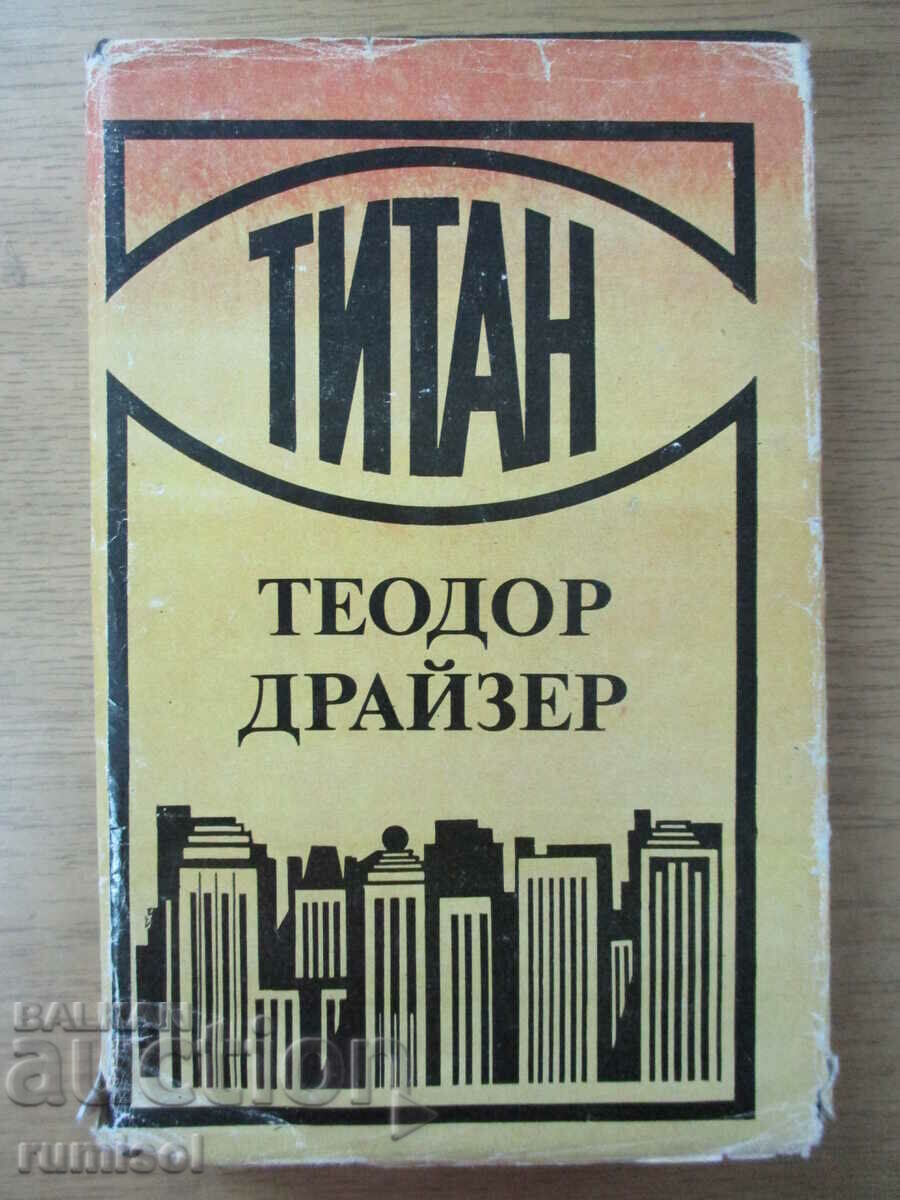 ТИТАН
ТЕОДОР
ДРАЙЗЕР
BALKAN
auction
rumisol